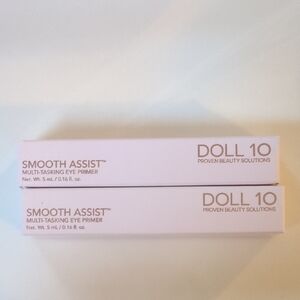 SMOOTH ASSIST™
MULTI-TASKING EYE PRIMER
Net. Wt. 5 mL / 0.16 fl. oz.
DOLL 10
PROVEN BEAUTY SOLUTIONS
SMOOTH ASSIST™
MULTI-TASKING EYE PRIMER
Net. Wt. 5 mL / 0.16 fl. oz.
DOLL 10
PROVEN BEAUTY SOLUTIONS